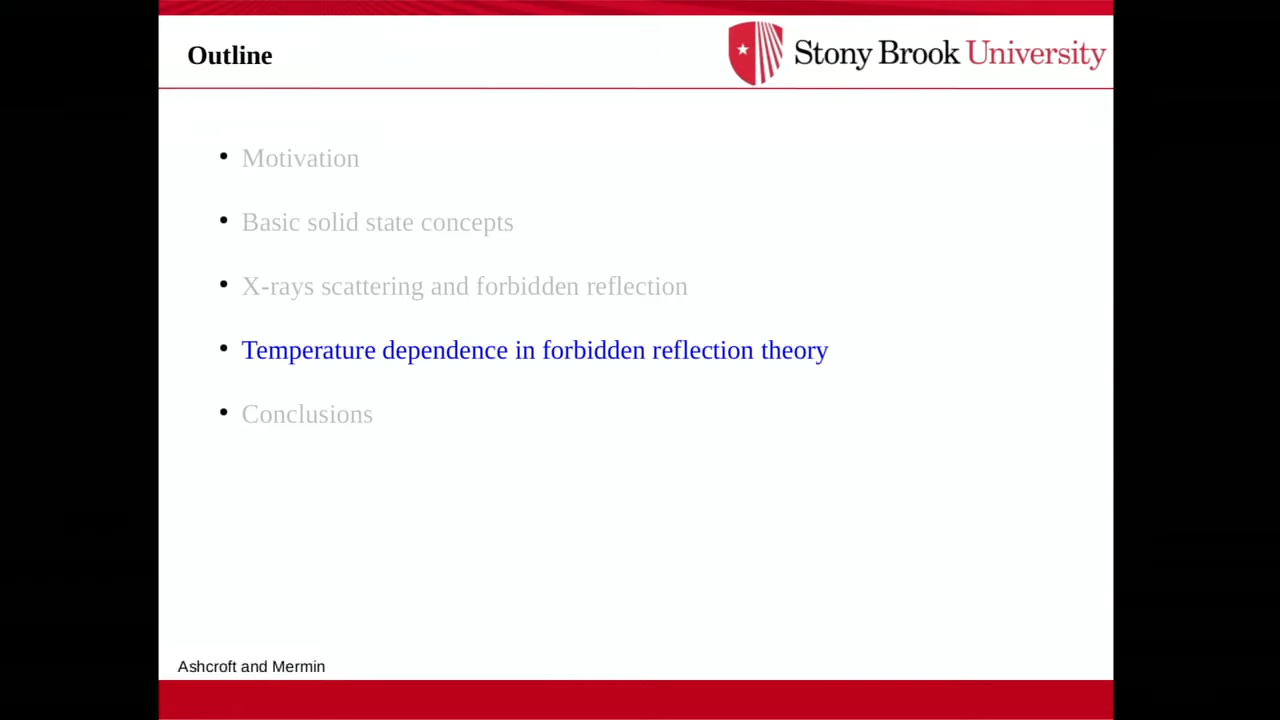 Outline
Stony Brook University
• Motivation
• Basic solid state concepts
• X-rays scattering and forbidden reflection
• Temperature dependence in forbidden reflection theory
• Conclusions
Ashcroft and Mermin